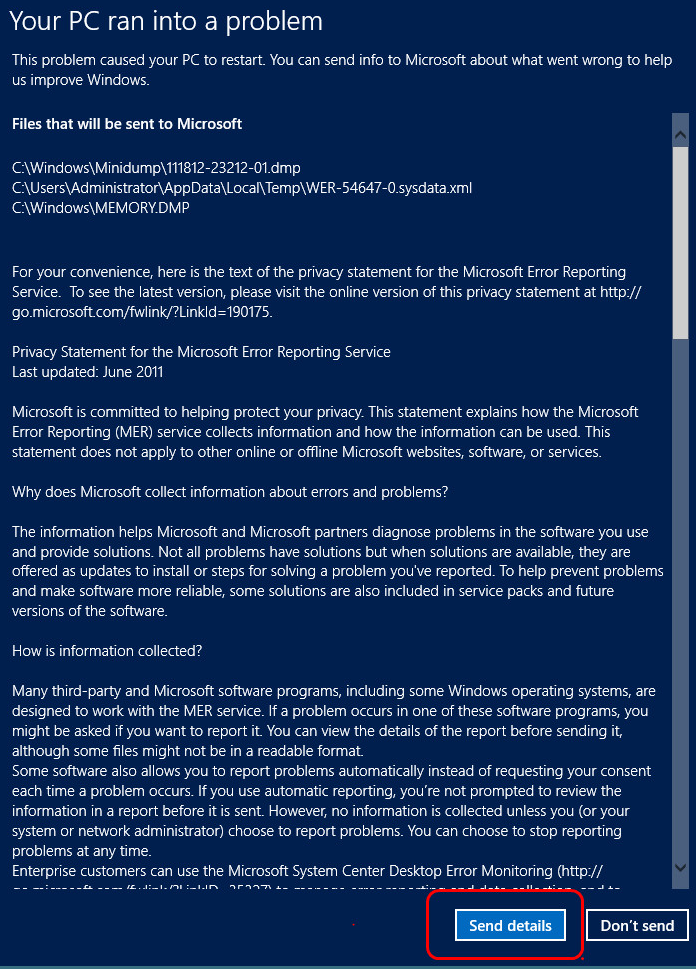 Your PC ran into a problem
This problem caused your PC to restart. You can send info to Microsoft about what went wrong to help
us improve Windows.
Files that will be sent to Microsoft
C:\Windows\Minidump\111812-23212-01.dmp
C:\Users\Administrator\AppData\Local\Temp\WER-54647-0.sysdata.xml
C:\Windows\MEMORY.DMP
For your convenience, here is the text of the privacy statement for the Microsoft Error Reporting
Service.  To see the latest version, please visit the online version of this privacy statement at http://
go.microsoft.com/fwlink/?LinkId=190175.
Privacy Statement for the Microsoft Error Reporting Service
Last updated: June 2011
Microsoft is committed to helping protect your privacy. This statement explains how the Microsoft
Error Reporting (MER) service collects information and how the information can be used. This
statement does not apply to other online or offline Microsoft websites, software, or services.
Why does Microsoft collect information about errors and problems?
The information helps Microsoft and Microsoft partners diagnose problems in the software you use
and provide solutions. Not all problems have solutions but when solutions are available, they are
offered as updates to install or steps for solving a problem you've reported. To help prevent problems
and make software more reliable, some solutions are also included in service packs and future
versions of the software.
How is information collected?
Many third-party and Microsoft software programs, including some Windows operating systems, are
designed to work with the MER service. If a problem occurs in one of these software programs, you
might be asked if you want to report it. You can view the details of the report before sending it,
although some files might not be in a readable format.
Some software also allows you to report problems automatically instead of requesting your consent
each time a problem occurs. If you use automatic reporting, you're not prompted to review the
information in a report before it is sent. However, no information is collected unless you (or your
system or network administrator) choose to report problems. You can choose to stop reporting
problems at any time.
Enterprise customers can use the Microsoft System Center Desktop Error Monitoring (http://
Send details
Don't send